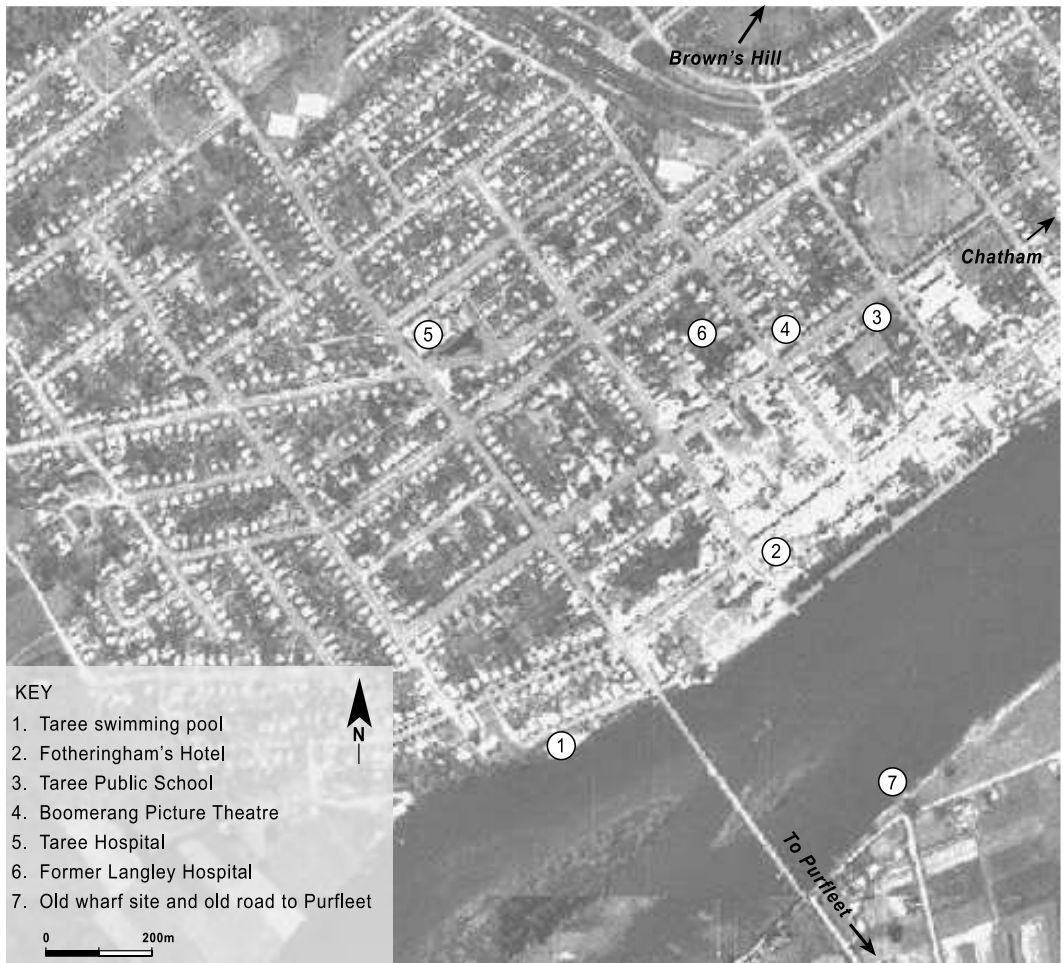 Brown's Hill
Chatham
5
6
4
3
2
1
7
To Purfleet
KEY
N
1. Taree swimming pool
2. Fotheringham's Hotel
3. Taree Public School
4. Boomerang Picture Theatre
5. Taree Hospital
6. Former Langley Hospital
7. Old wharf site and old road to Purfleet
0 200m